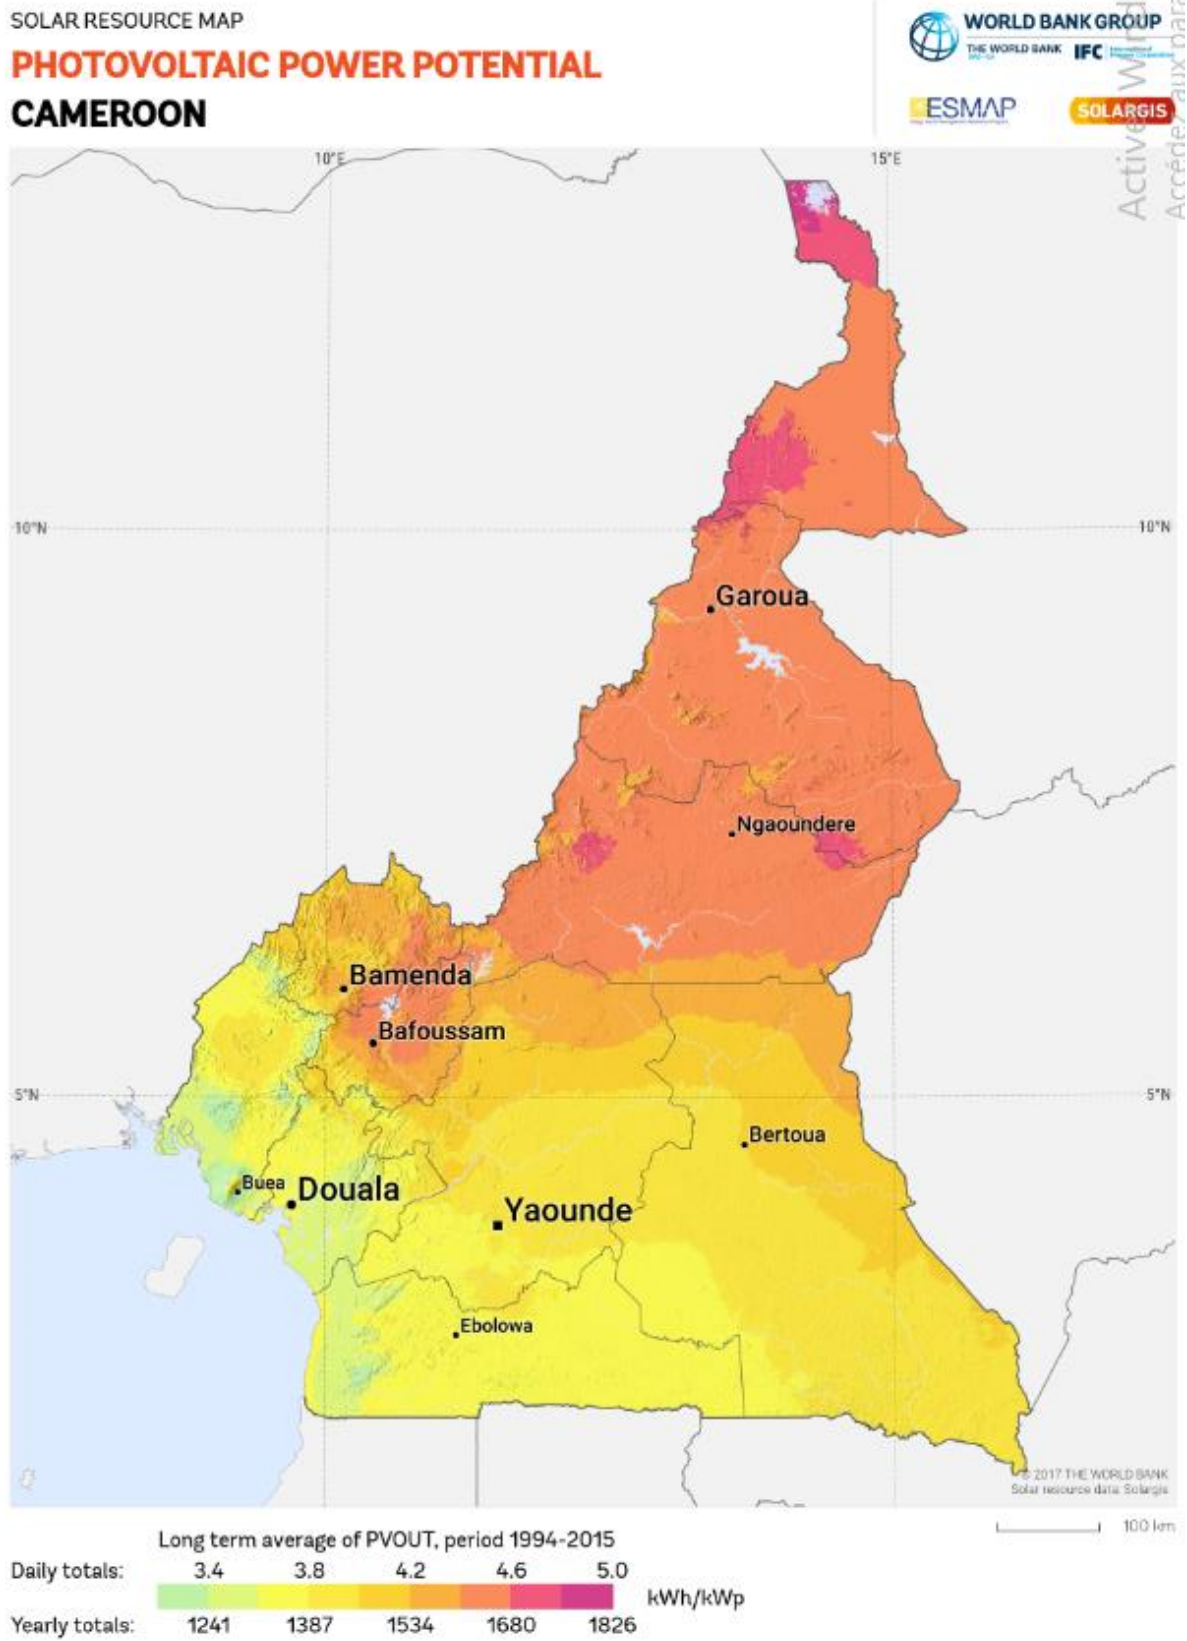 SOLAR RESOURCE MAP
PHOTOVOLTAIC POWER POTENTIAL
CAMEROON
WORLD BANK GROUP
THE WORLD BANK IFC
ESMAP
SOLARGIS
10°E
15°E
10°N
10°N
Garoua
Ngaoundere
Bamenda
Bafoussam
5°N
5°N
Bertoua
Buea
Douala
Yaounde
Ebolowa
© 2017 THE WORLD BANK
Solar resource data: Solargis
100 km
Long term average of PVOUT, period 1994-2015
Daily totals: 3.4 3.8 4.2 4.6 5.0
kWh/kWp
Yearly totals: 1241 1387 1534 1680 1826